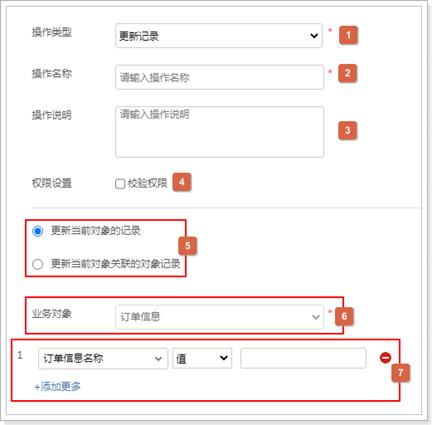 操作类型 更新记录 * 1
操作名称 请输入操作名称 * 2
操作说明 请输入操作说明 3
权限设置 校验权限 4
更新当前对象的记录
5
更新当前对象关联的对象记录
业务对象 订单信息 * 6
1 订单信息名称 值 7
+添加更多